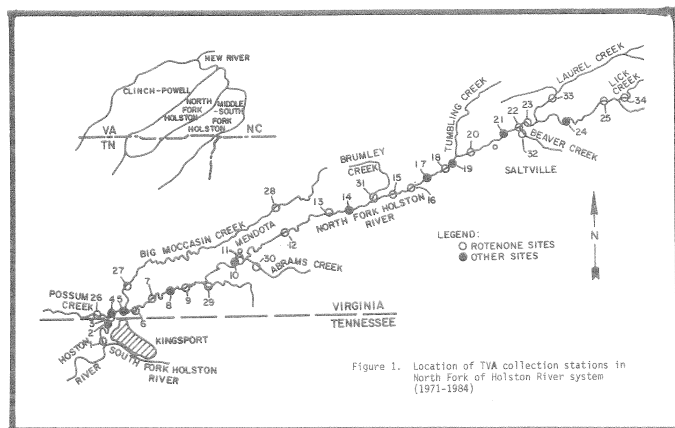 NEW RIVER
CLINCH-POWELL
NORTH
FORK
HOLSTON
MIDDLE
-SOUTH
FORK
HOLSTON
VA
TN
NC
LAUREL CREEK
LICK
CREEK
TUMBLING CREEK
BEAVER CREEK
SALTVILLE
BRUMLEY
CREEK
NORTH FORK HOLSTON
RIVER
BIG MOCCASIN CREEK
MENDOTA
ABRAMS CREEK
POSSUM
CREEK
VIRGINIA
TENNESSEE
KINGSPORT
HOSTON
RIVER
SOUTH FORK HOLSTON
RIVER
33
34
25
24
23
22
21
32
20
19
18
17
16
15
31
14
13
12
11
10
30
28
27
29
9
8
7
6
5
4
26
3
2
1
N
LEGEND:
ROTENONE SITES
OTHER SITES
Figure 1. Location of TVA collection stations in
North Fork of Holston River system
(1971-1984)